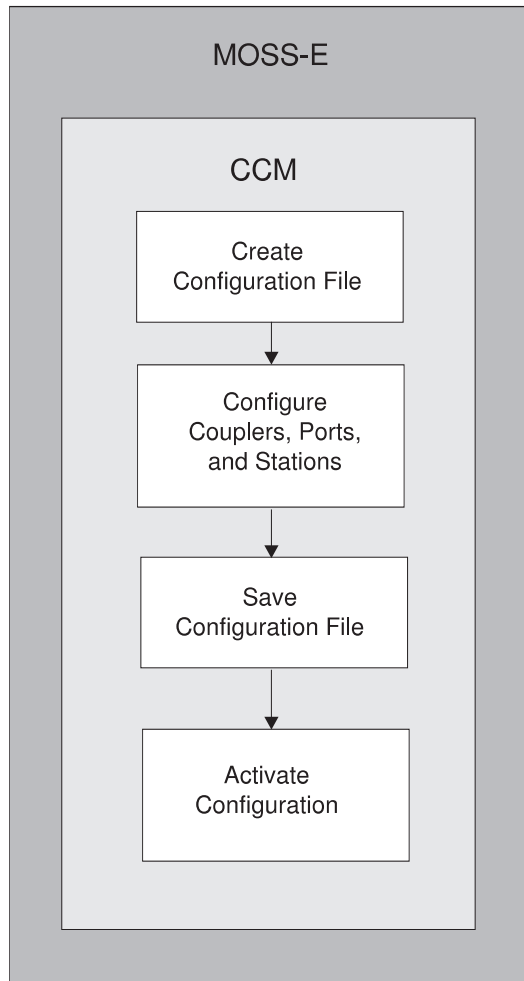 MOSS-E
CCM
Create
Configuration File
Configure
Couplers, Ports,
and Stations
Save
Configuration File
Activate
Configuration